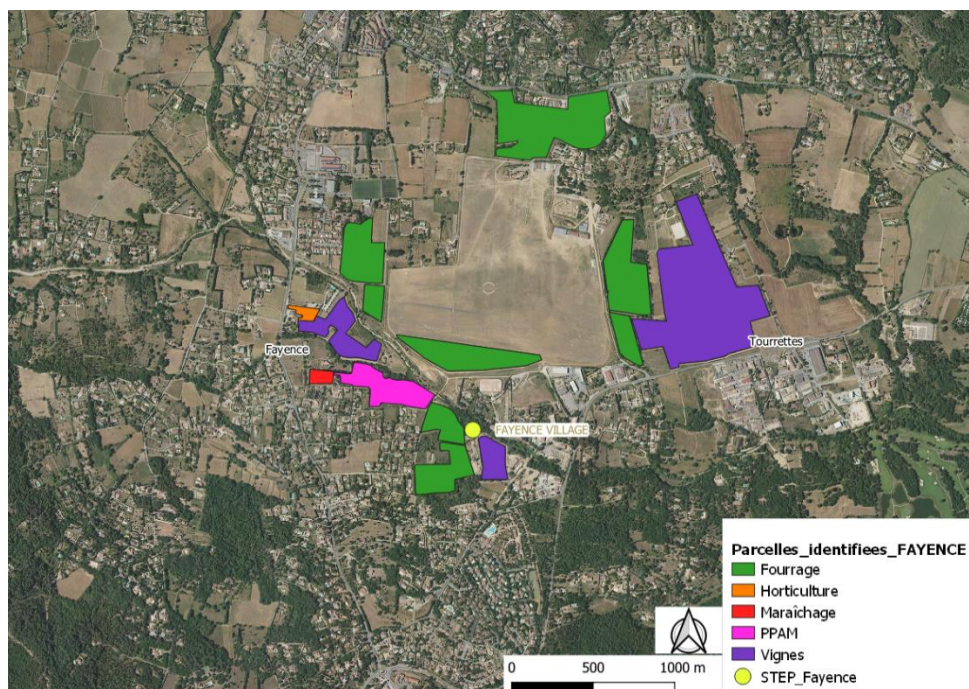 Fayence
Tourrettes
FAYENCE VILLAGE
Parcelles_identifiees_FAYENCE
Fourrage
Horticulture
Maraîchage
PPAM
Vignes
STEP_Fayence
0 500 1000 m